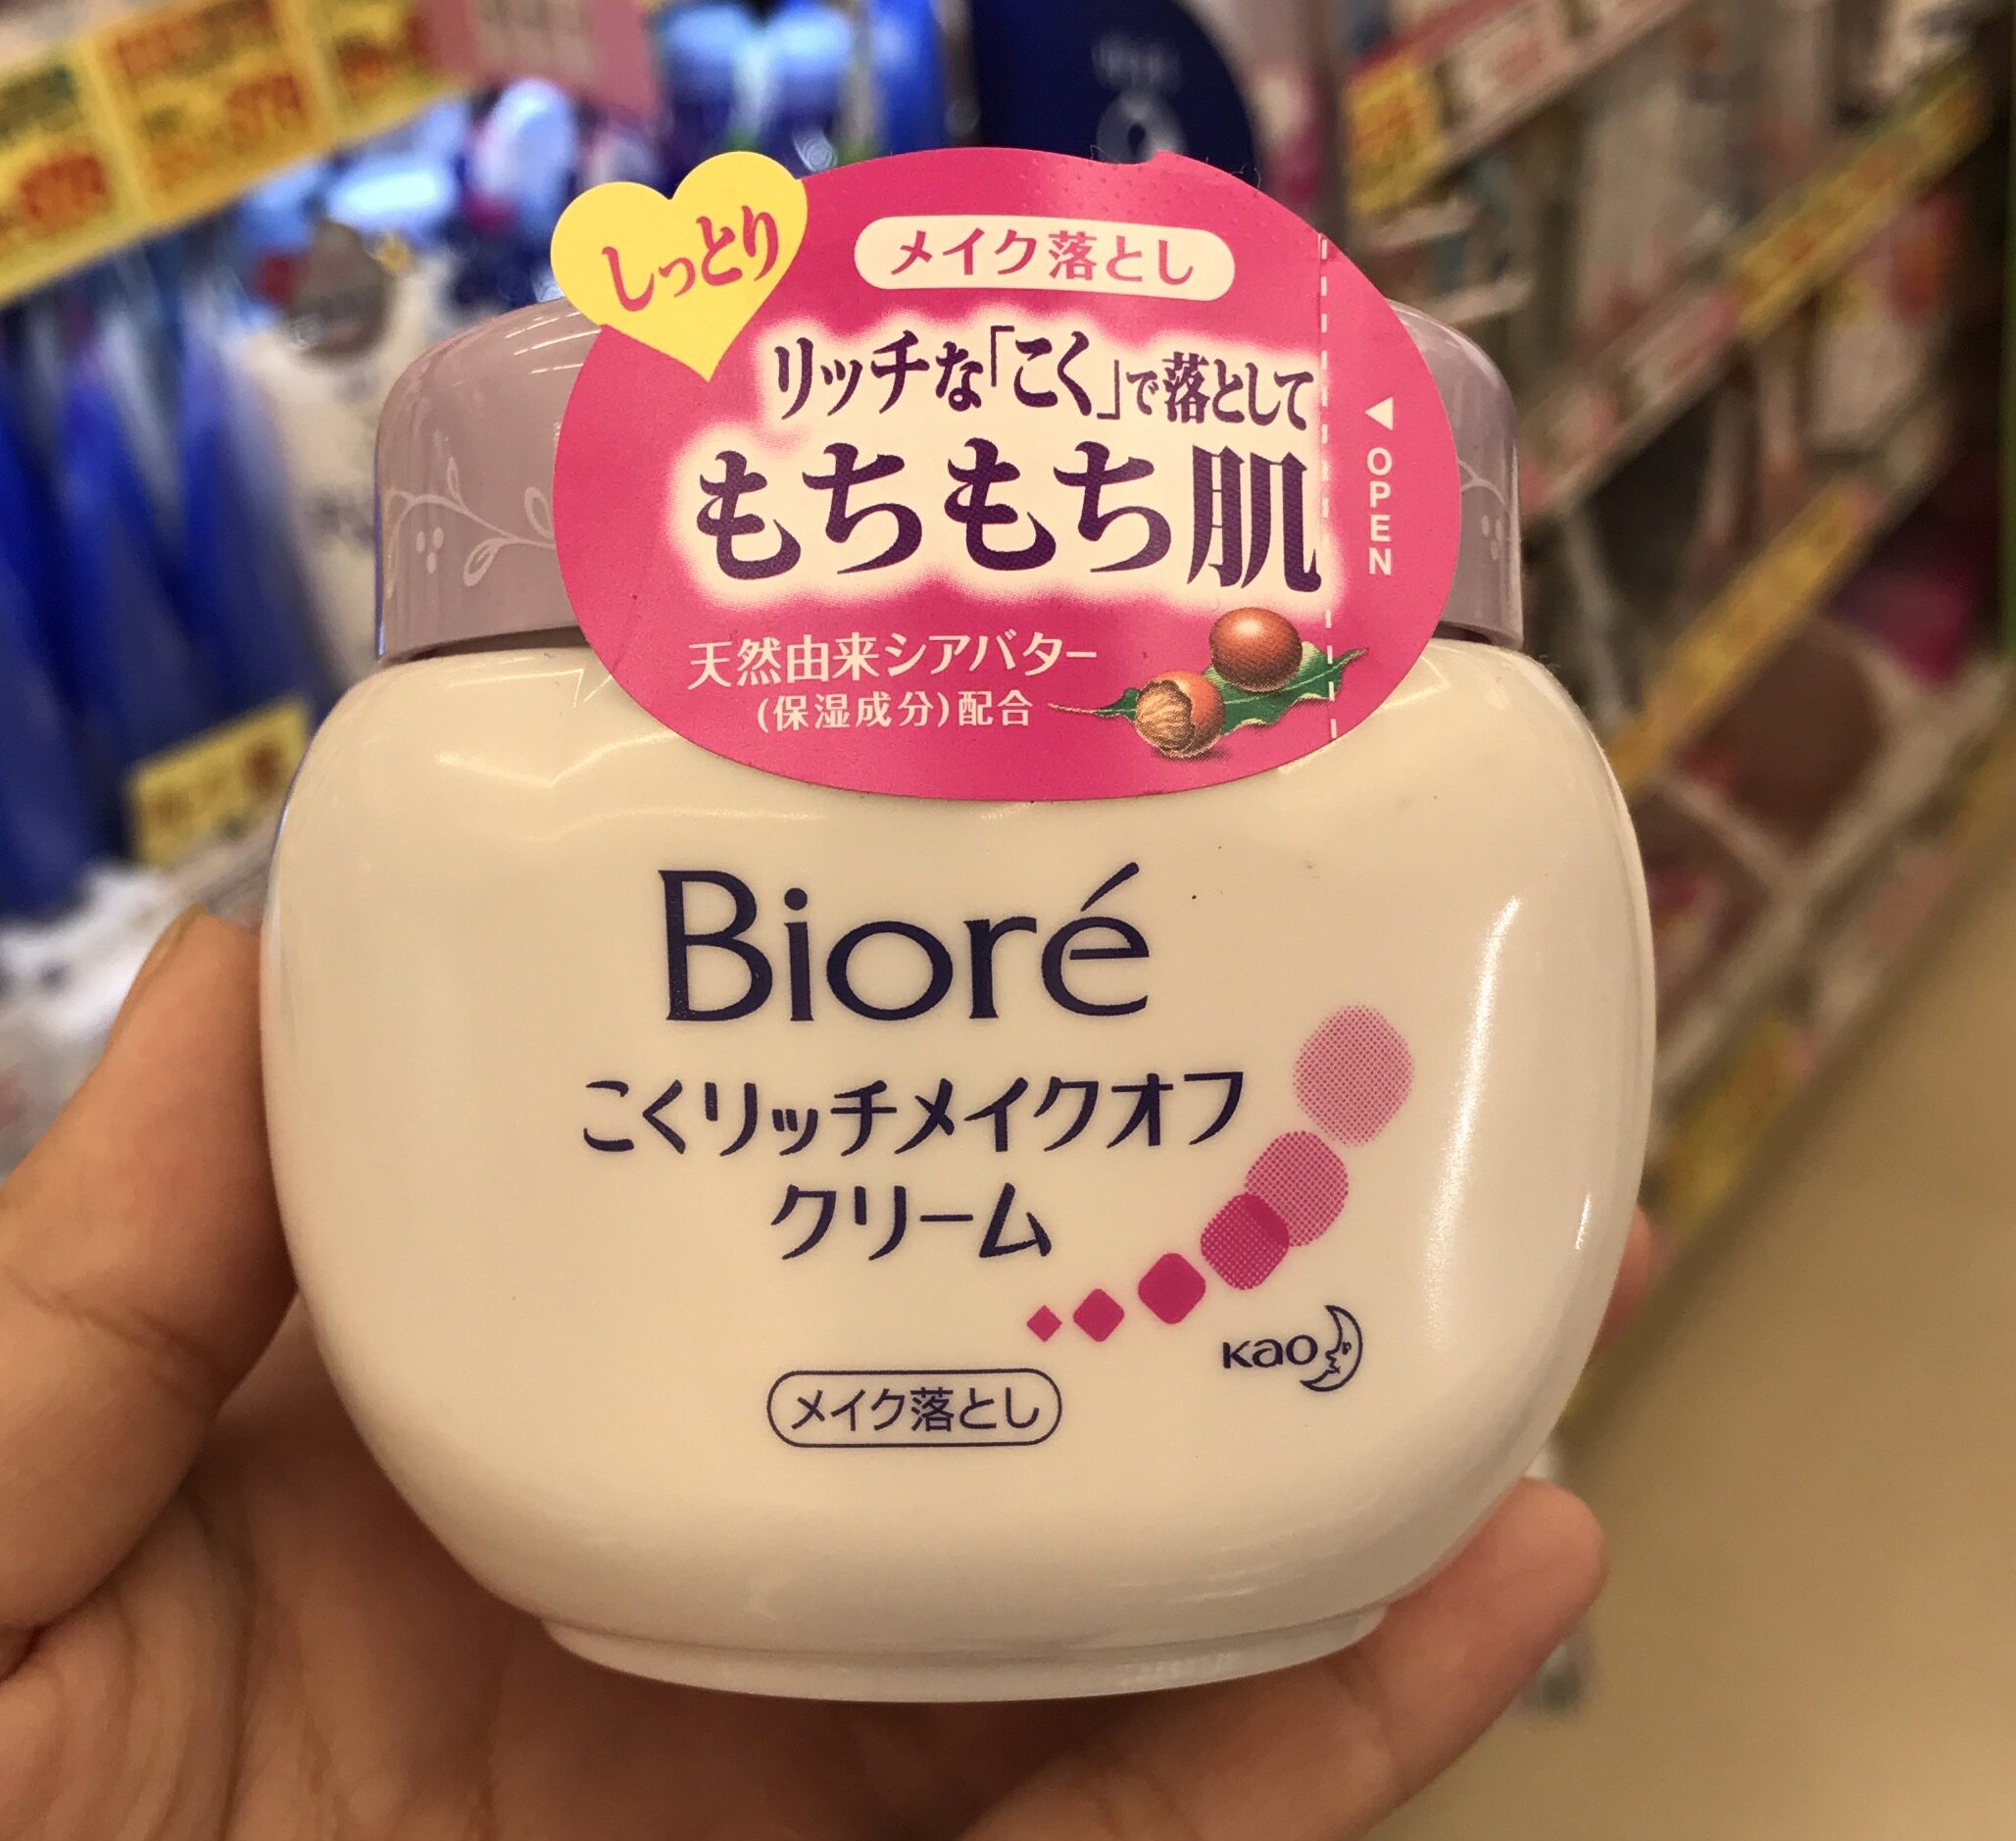 しっとり
メイク落とし
リッチな「こく」で落として
もちもち肌
OPEN
天然由来シアバター
(保湿成分)配合
Bioré
こくリッチメイクオフ
クリーム
Kao
メイク落とし